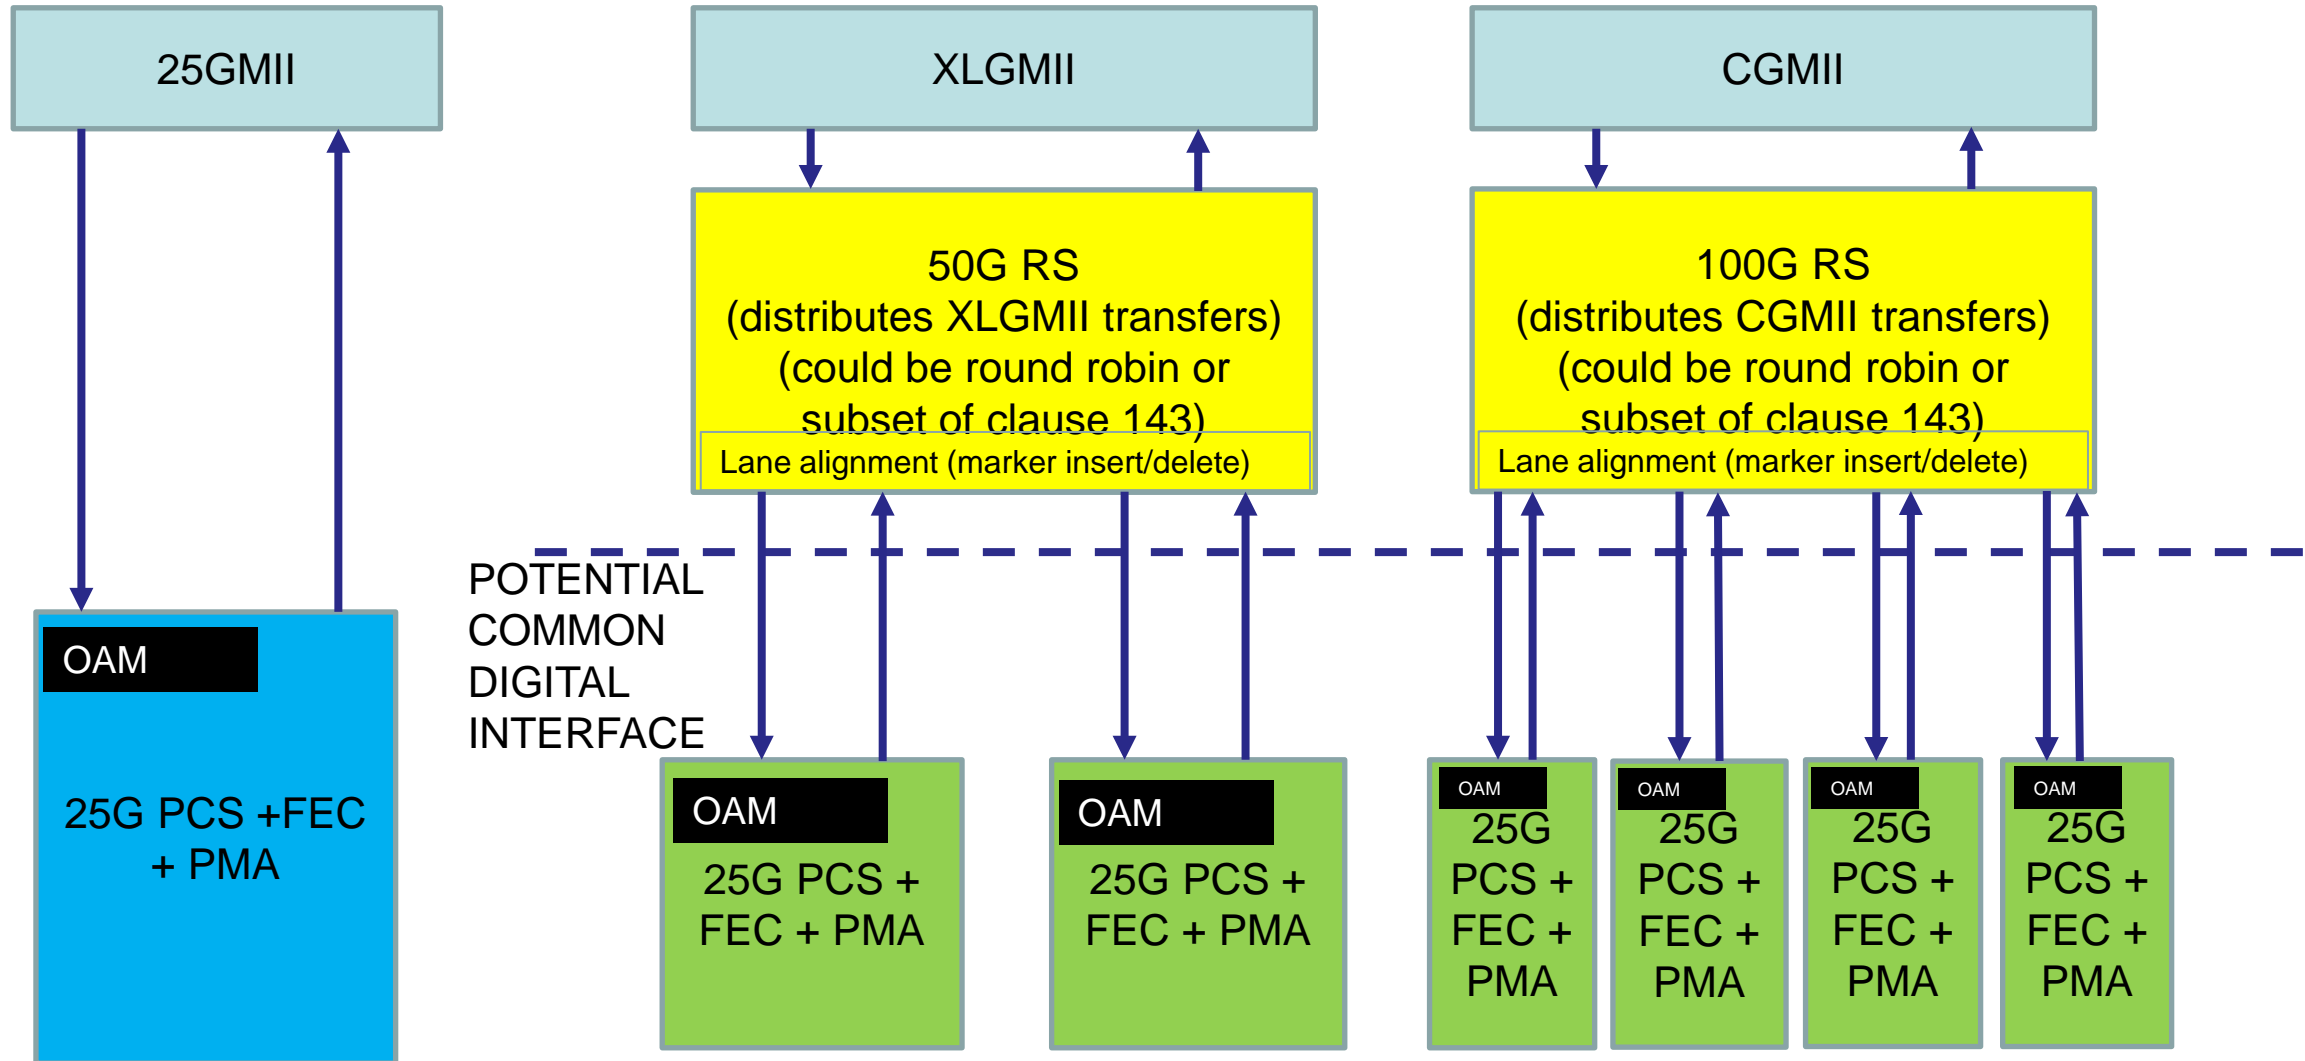 25GMII
XLGMII
CGMII
50G RS
(distributes XLGMII transfers)
(could be round robin or
subset of clause 143)
Lane alignment (marker insert/delete)
100G RS
(distributes CGMII transfers)
(could be round robin or
subset of clause 143)
Lane alignment (marker insert/delete)
POTENTIAL
COMMON
DIGITAL
INTERFACE
OAM
25G PCS +FEC
+ PMA
OAM
25G PCS +
FEC + PMA
OAM
25G PCS +
FEC + PMA
OAM
25G
PCS +
FEC +
PMA
OAM
25G
PCS +
FEC +
PMA
OAM
25G
PCS +
FEC +
PMA
OAM
25G
PCS +
FEC +
PMA